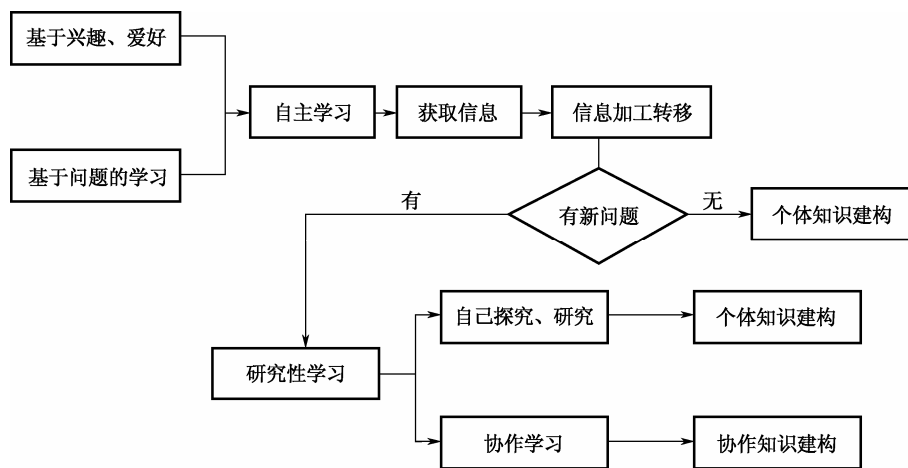 基于兴趣、爱好
自主学习
获取信息
信息加工转移
基于问题的学习
有
有新问题
无
个体知识建构
自己探究、研究
个体知识建构
研究性学习
协作学习
协作知识建构